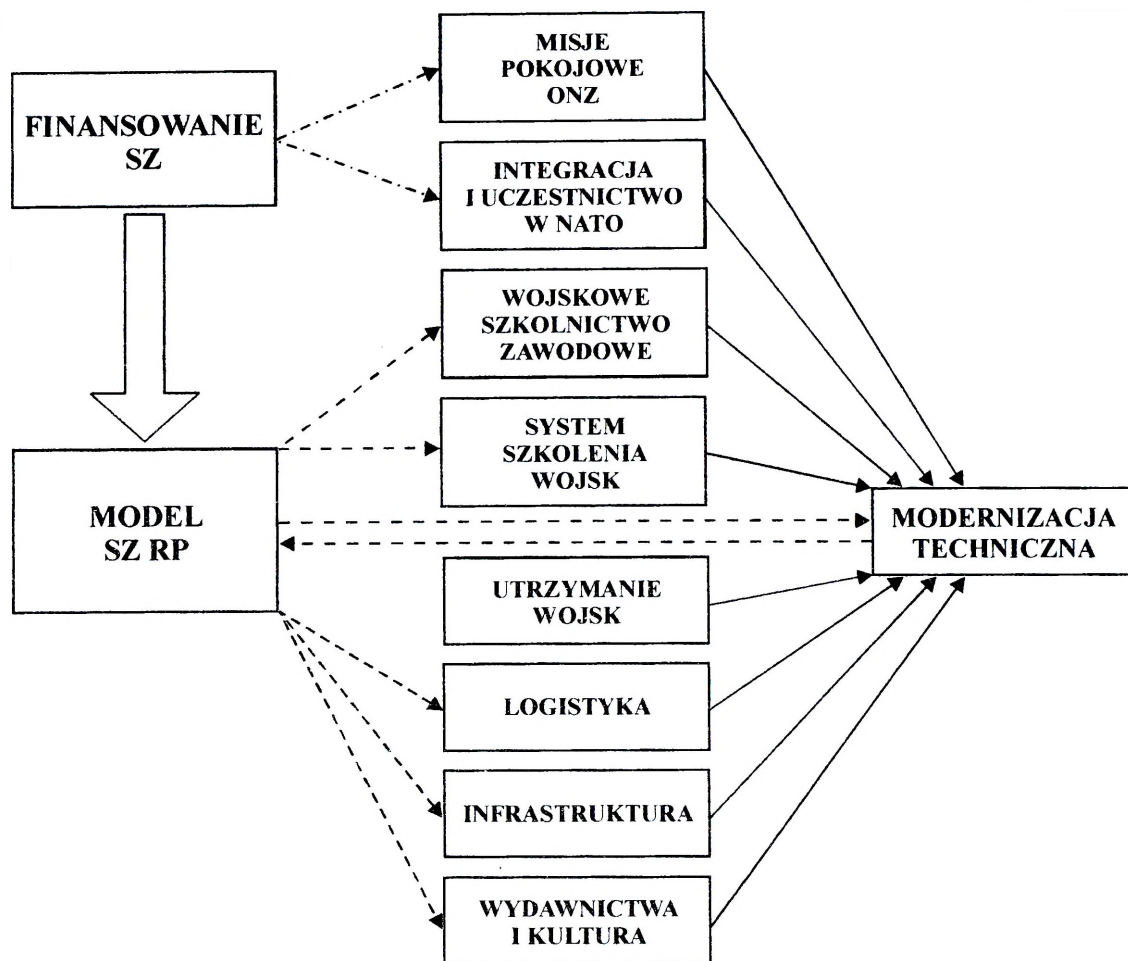 MISJE
POKOJOWE
ONZ
FINANSOWANIE
SZ
INTEGRACJA
I UCZESTNICTWO
W NATO
WOJSKOWE
SZKOLNICTWO
ZAWODOWE
SYSTEM
SZKOLENIA
WOJSK
MODEL
SZ RP
MODERNIZACJA
TECHNICZNA
UTRZYMANIE
WOJSK
LOGISTYKA
INFRASTRUKTURA
WYDAWNICTWA
I KULTURA